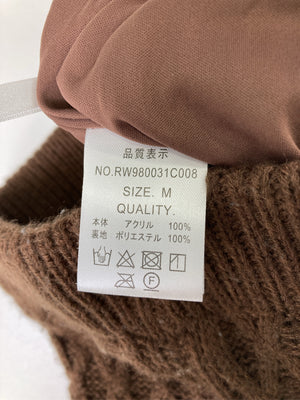 品質表示
NO.RW980031C008
SIZE. M
QUALITY.
本体 アクリル 100%
裏地 ポリエステル 100%
F